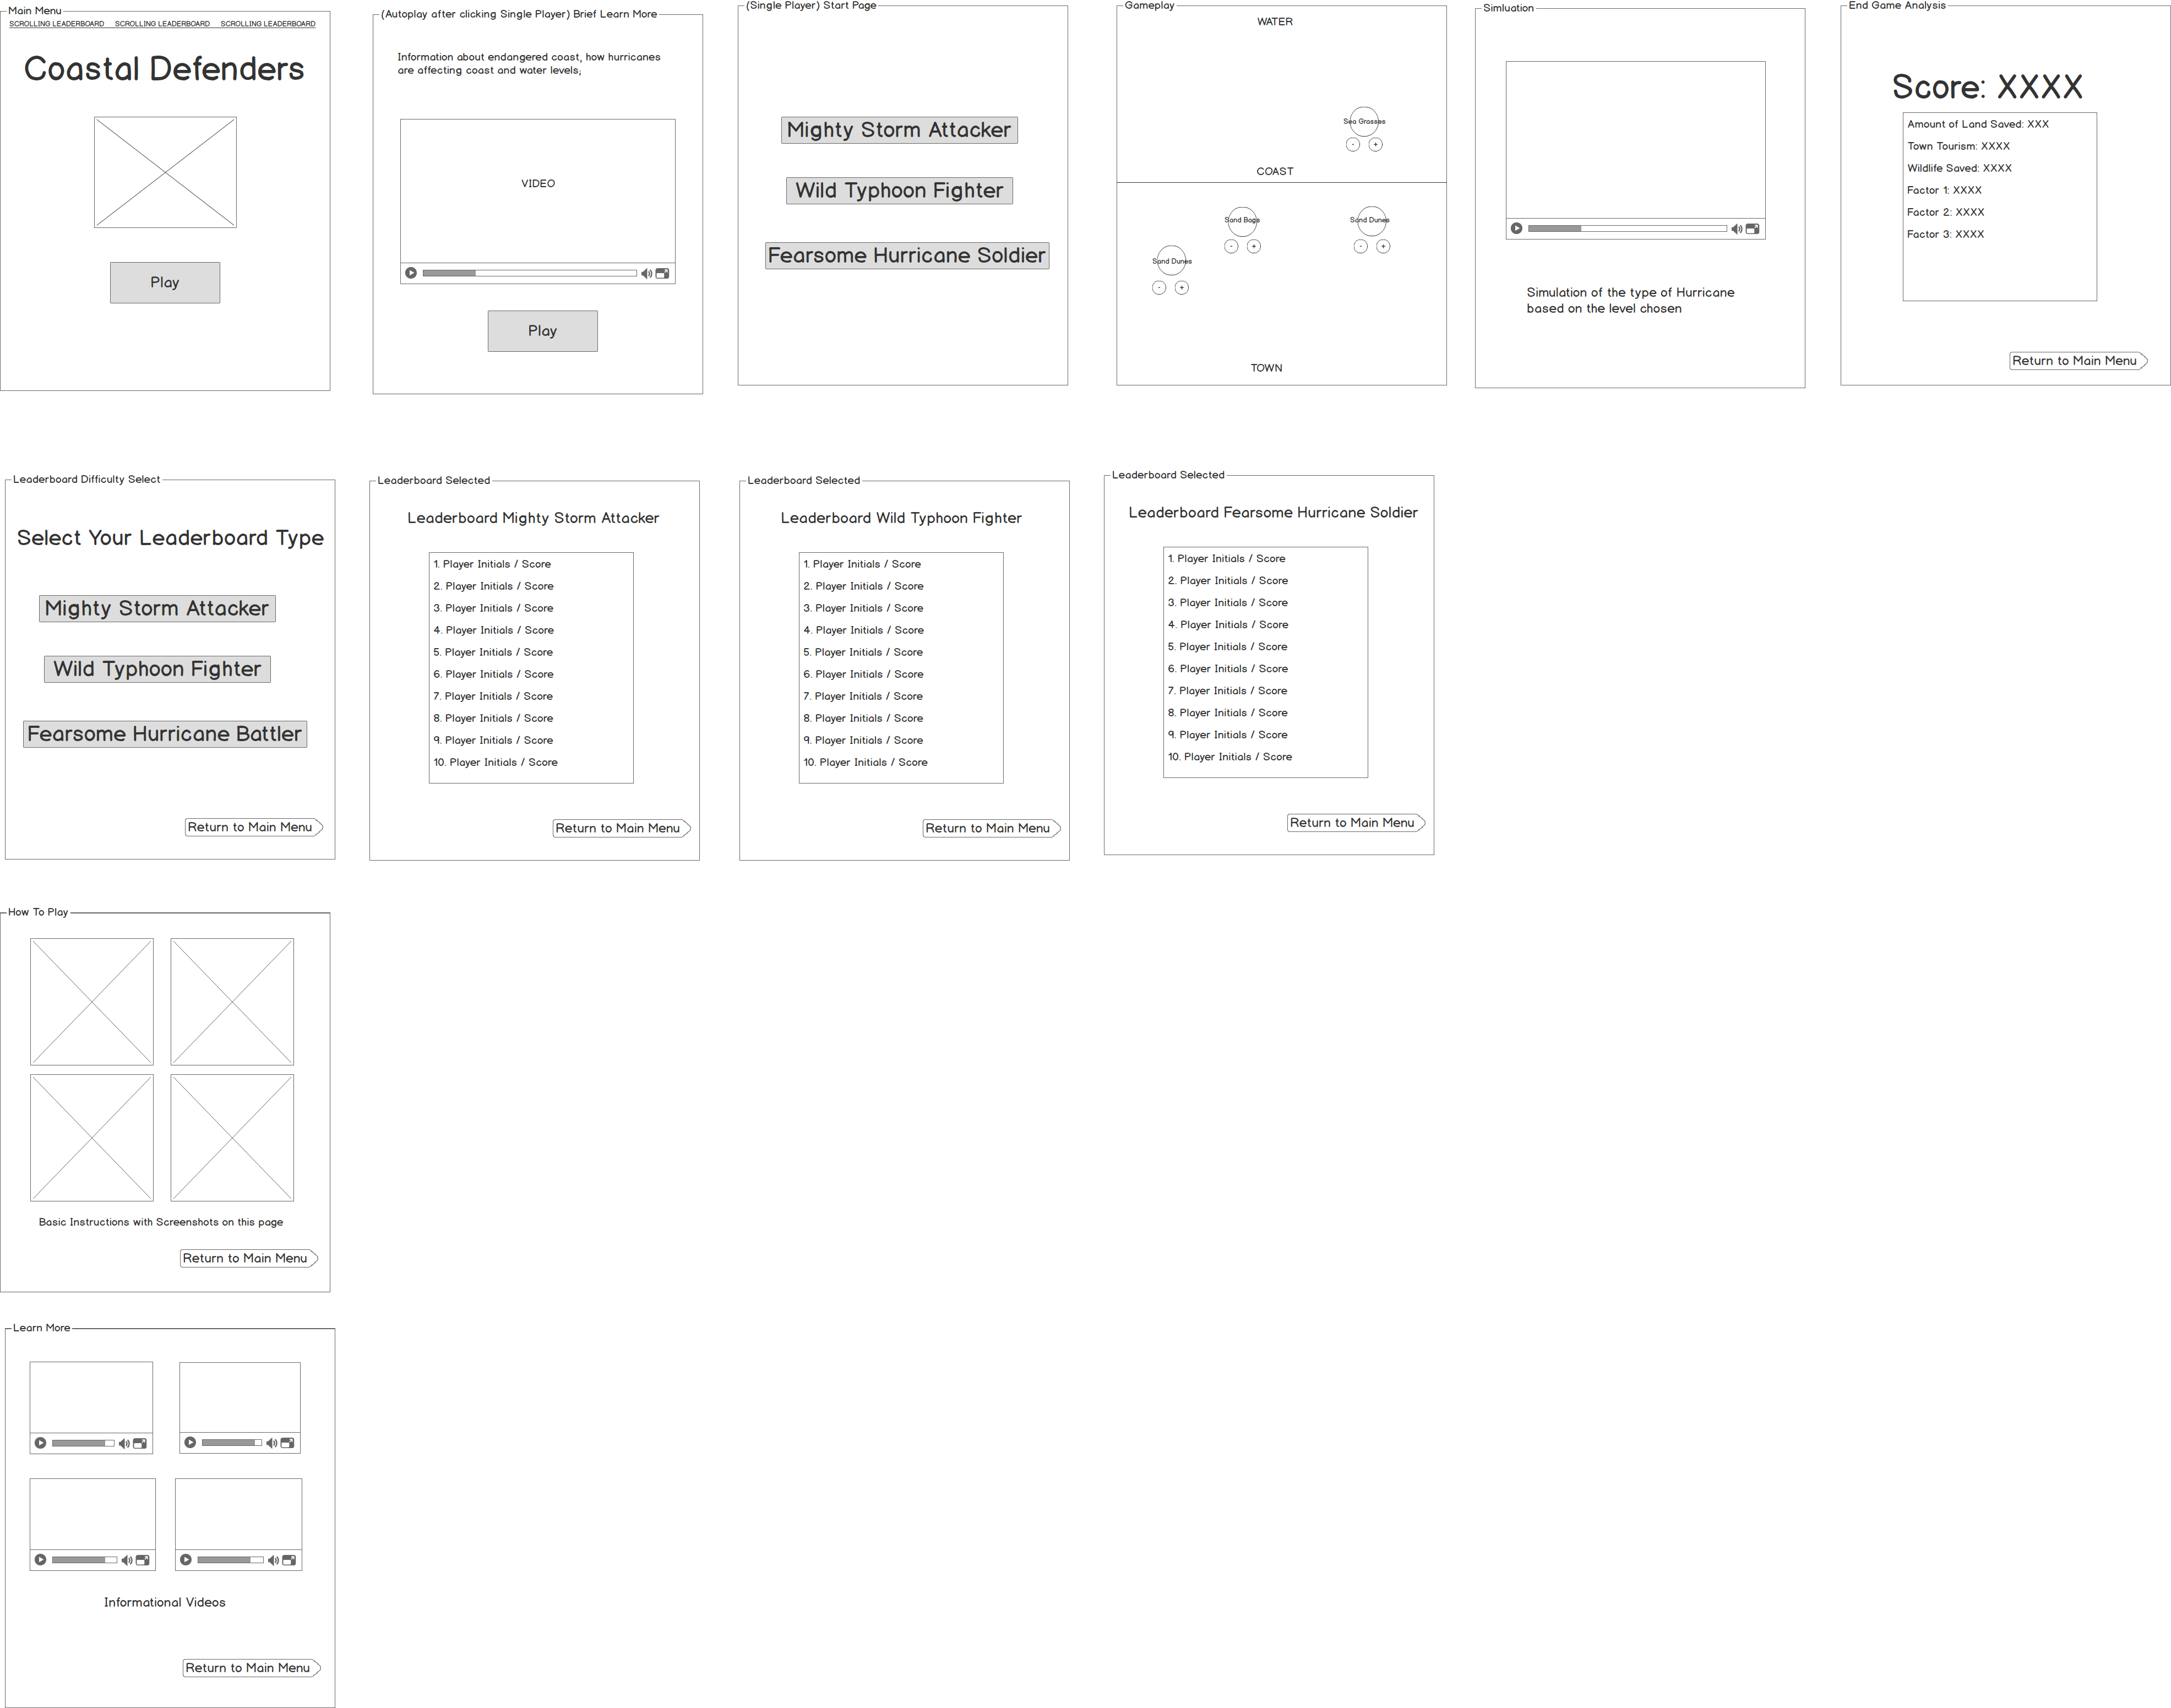 Main Menu
SCROLLING LEADERBOARD SCROLLING LEADERBOARD SCROLLING LEADERBOARD
Coastal Defenders
Play
(Autoplay after clicking Single Player) Brief Learn More
Information about endangered coast, how hurricanes
are affecting coast and water levels;
VIDEO
Play
(Single Player) Start Page
Mighty Storm Attacker
Wild Typhoon Fighter
Fearsome Hurricane Soldier
Gameplay
WATER
Sea Grasses
- +
COAST
Sand Bags
- +
Sand Dunes
- +
Sand Dunes
- +
TOWN
Simluation
Simulation of the type of Hurricane
based on the level chosen
End Game Analysis
Score: XXXX
Amount of Land Saved: XXX
Town Tourism: XXXX
Wildlife Saved: XXXX
Factor 1: XXXX
Factor 2: XXXX
Factor 3: XXXX
Return to Main Menu
Leaderboard Difficulty Select
Select Your Leaderboard Type
Mighty Storm Attacker
Wild Typhoon Fighter
Fearsome Hurricane Battler
Return to Main Menu
Leaderboard Selected
Leaderboard Mighty Storm Attacker
1. Player Initials / Score
2. Player Initials / Score
3. Player Initials / Score
4. Player Initials / Score
5. Player Initials / Score
6. Player Initials / Score
7. Player Initials / Score
8. Player Initials / Score
9. Player Initials / Score
10. Player Initials / Score
Return to Main Menu
Leaderboard Selected
Leaderboard Wild Typhoon Fighter
1. Player Initials / Score
2. Player Initials / Score
3. Player Initials / Score
4. Player Initials / Score
5. Player Initials / Score
6. Player Initials / Score
7. Player Initials / Score
8. Player Initials / Score
9. Player Initials / Score
10. Player Initials / Score
Return to Main Menu
Leaderboard Selected
Leaderboard Fearsome Hurricane Soldier
1. Player Initials / Score
2. Player Initials / Score
3. Player Initials / Score
4. Player Initials / Score
5. Player Initials / Score
6. Player Initials / Score
7. Player Initials / Score
8. Player Initials / Score
9. Player Initials / Score
10. Player Initials / Score
Return to Main Menu
How To Play
Basic Instructions with Screenshots on this page
Return to Main Menu
Learn More
Informational Videos
Return to Main Menu